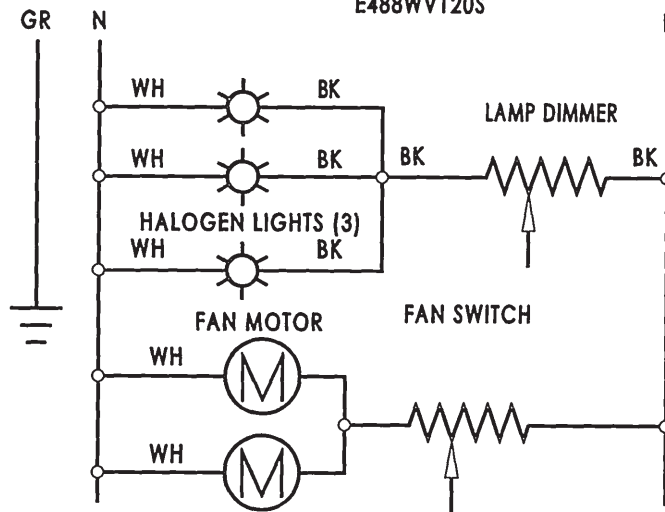 E488WV120S
GR N
WH BK
LAMP DIMMER
WH BK BK BK
HALOGEN LIGHTS (3)
WH BK
FAN MOTOR FAN SWITCH
WH M
WH M